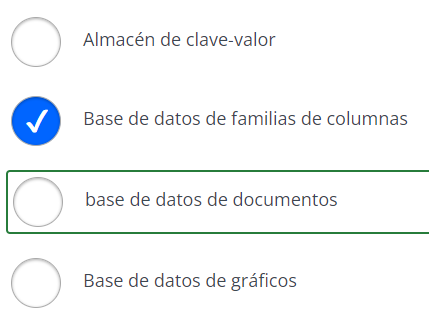 Almacén de clave-valor
Base de datos de familias de columnas
base de datos de documentos
Base de datos de gráficos